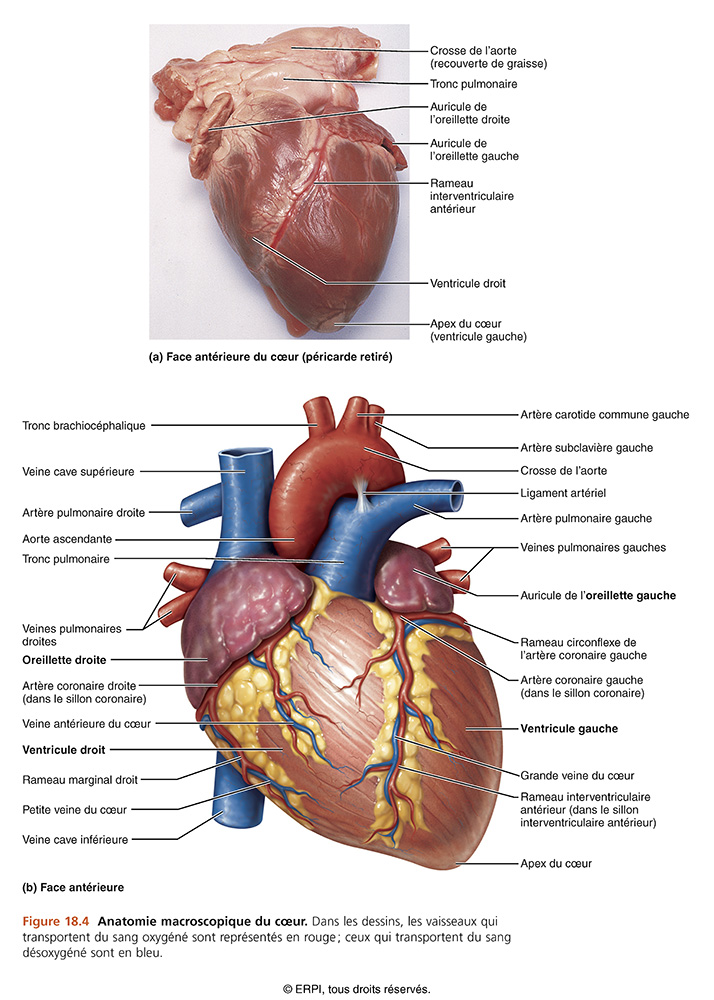 Crosse de l'aorte
(recouverte de graisse)
Tronc pulmonaire
Auricule de
l'oreillette droite
Auricule de
l'oreillette gauche
Rameau
interventriculaire
antérieur
Ventricule droit
Apex du cœur
(ventricule gauche)
(a) Face antérieure du cœur (péricarde retiré)
Tronc brachiocéphalique
Veine cave supérieure
Artère pulmonaire droite
Aorte ascendante
Tronc pulmonaire
Veines pulmonaires
droites
Oreillette droite
Artère coronaire droite
(dans le sillon coronaire)
Veine antérieure du cœur
Ventricule droit
Rameau marginal droit
Petite veine du cœur
Veine cave inférieure
Artère carotide commune gauche
Artère subclavière gauche
Crosse de l'aorte
Ligament artériel
Artère pulmonaire gauche
Veines pulmonaires gauches
Auricule de l'oreillette gauche
Rameau circonflexe de
l'artère coronaire gauche
Artère coronaire gauche
(dans le sillon coronaire)
Ventricule gauche
Grande veine du cœur
Rameau interventriculaire
antérieur (dans le sillon
interventriculaire antérieur)
Apex du cœur
(b) Face antérieure
Figure 18.4 Anatomie macroscopique du cœur. Dans les dessins, les vaisseaux qui
transportent du sang oxygéné sont représentés en rouge; ceux qui transportent du sang
désoxygéné sont en bleu.
© ERPI, tous droits réservés.